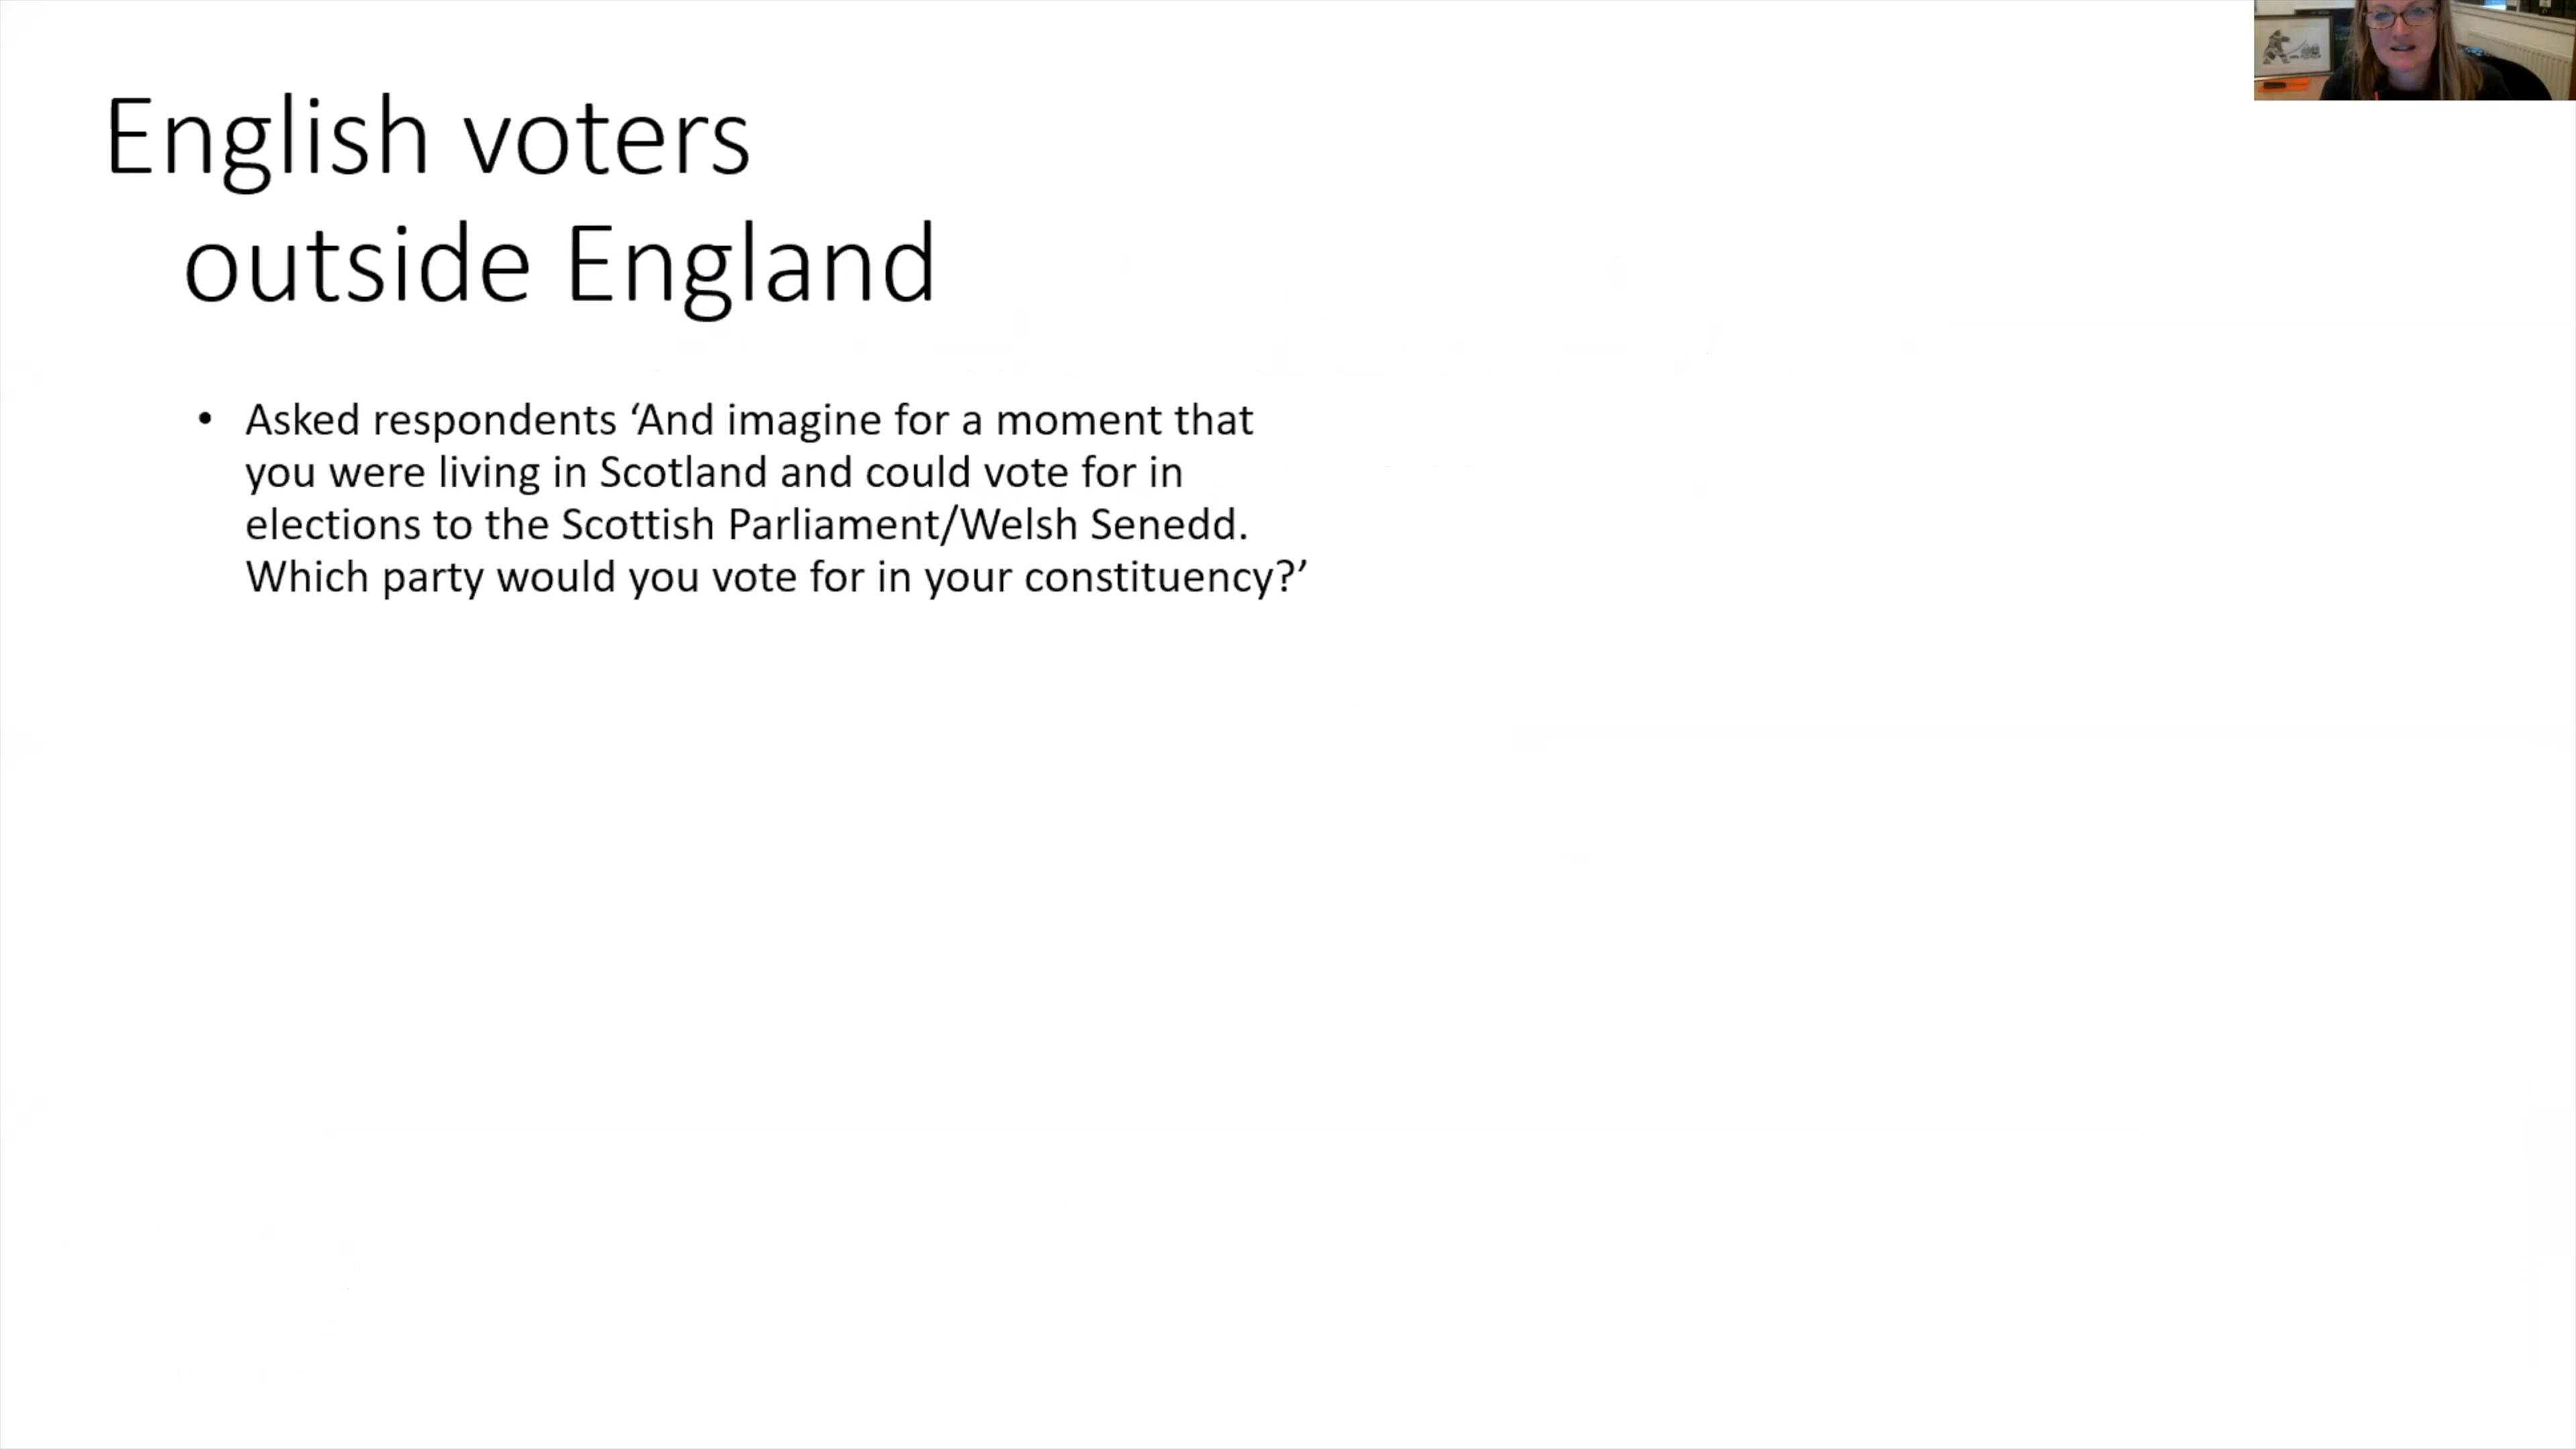 English voters
outside England
• Asked respondents ‘And imagine for a moment that
you were living in Scotland and could vote for in
elections to the Scottish Parliament/Welsh Senedd.
Which party would you vote for in your constituency?’